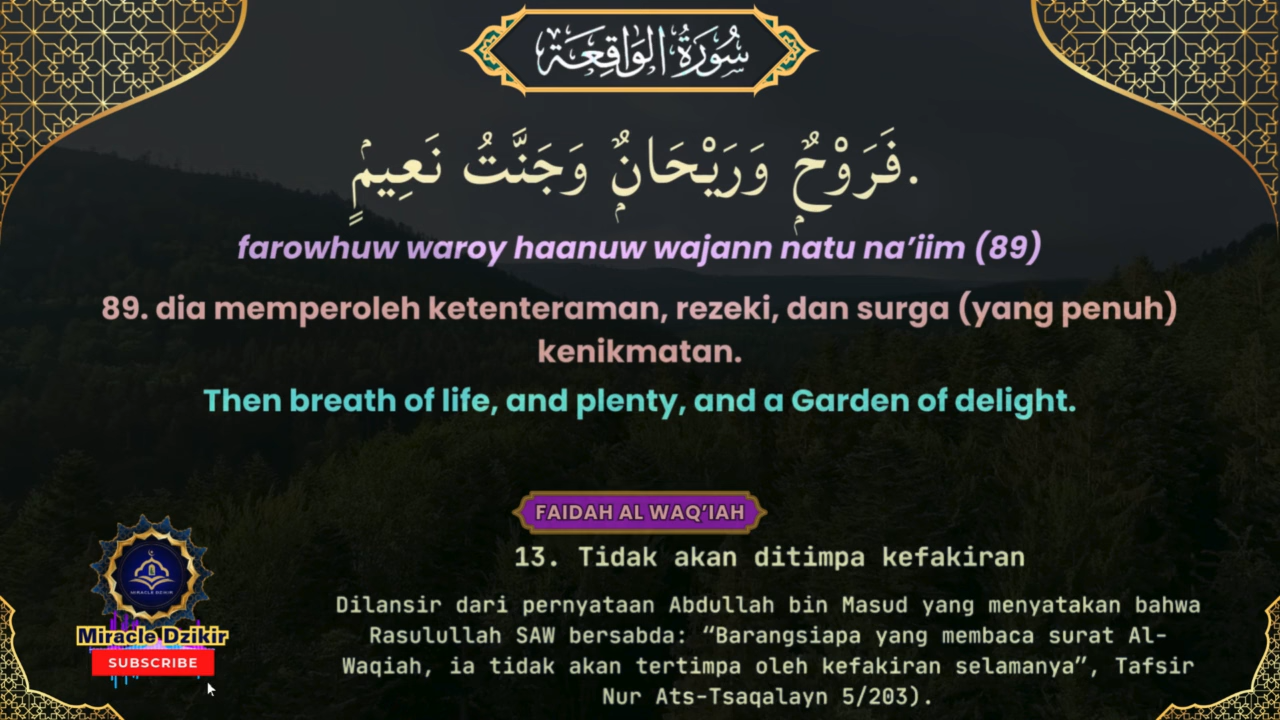 سُورَةُ الوَاقِعَة
فَرَوْحٌ وَرَيْحَانٌ وَجَنَّتُ نَعِيمٍ.
farowhuw waroy haanuw wajann natu na’iim (89)
89. dia memperoleh ketenteraman, rezeki, dan surga (yang penuh)
kenikmatan.
Then breath of life, and plenty, and a Garden of delight.
FAIDAH AL WAQ’IAH
13. Tidak akan ditimpa kefakiran
Dilansir dari pernyataan Abdullah bin Masud yang menyatakan bahwa
Rasulullah SAW bersabda: “Barangsiapa yang membaca surat Al-
Waqiah, ia tidak akan tertimpa oleh kefakiran selamanya”, Tafsir
Nur Ats-Tsaqalayn 5/203).
MIRACLE DZIKIR
Miracle Dzikir
SUBSCRIBE